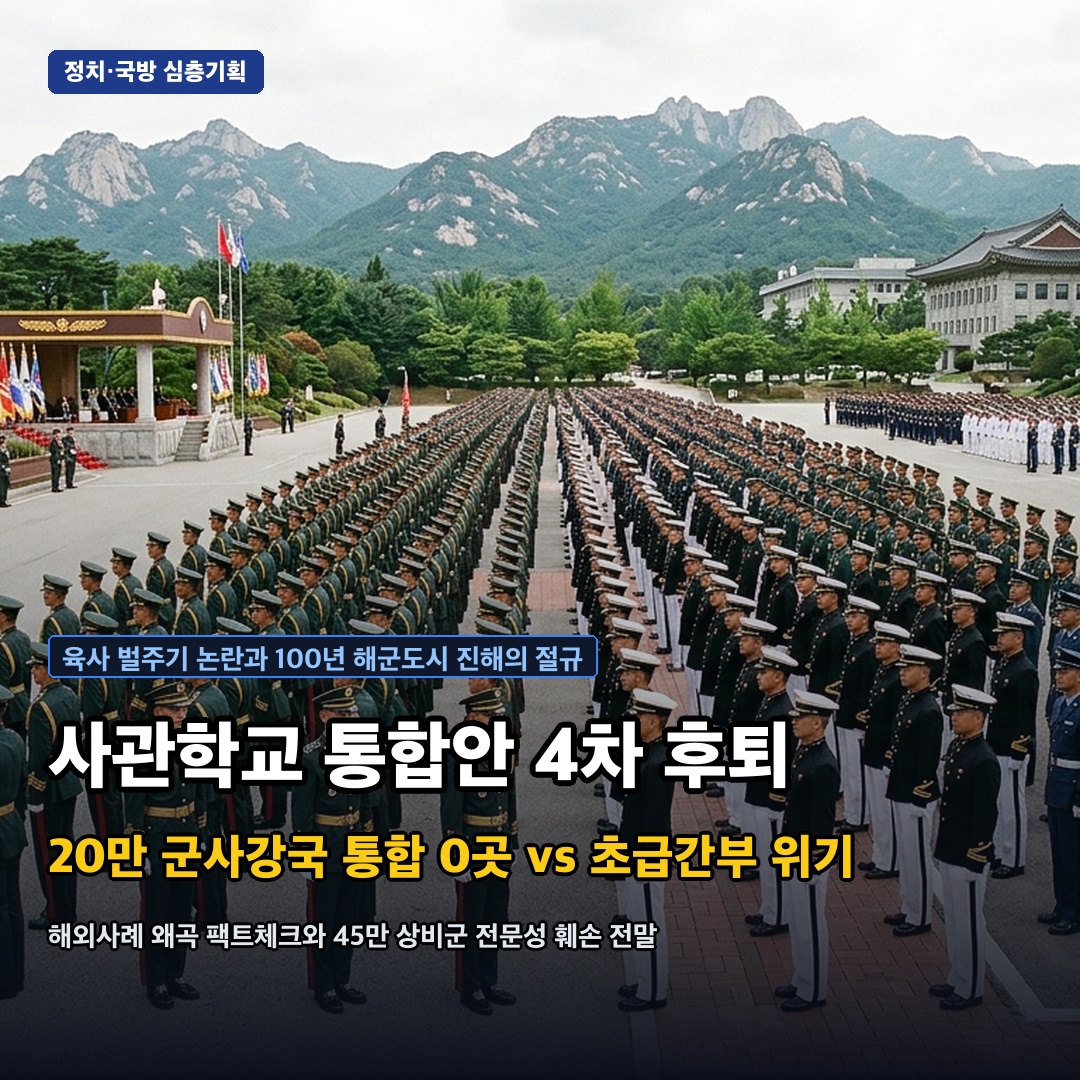 정치·국방 심층기획
육사 벌주기 논란과 100년 해군도시 진해의 절규
사관학교 통합안 4차 후퇴
20만 군사강국 통합 0곳 vs 초급간부 위기
해외사례 왜곡 팩트체크와 45만 상비군 전문성 훼손 전말